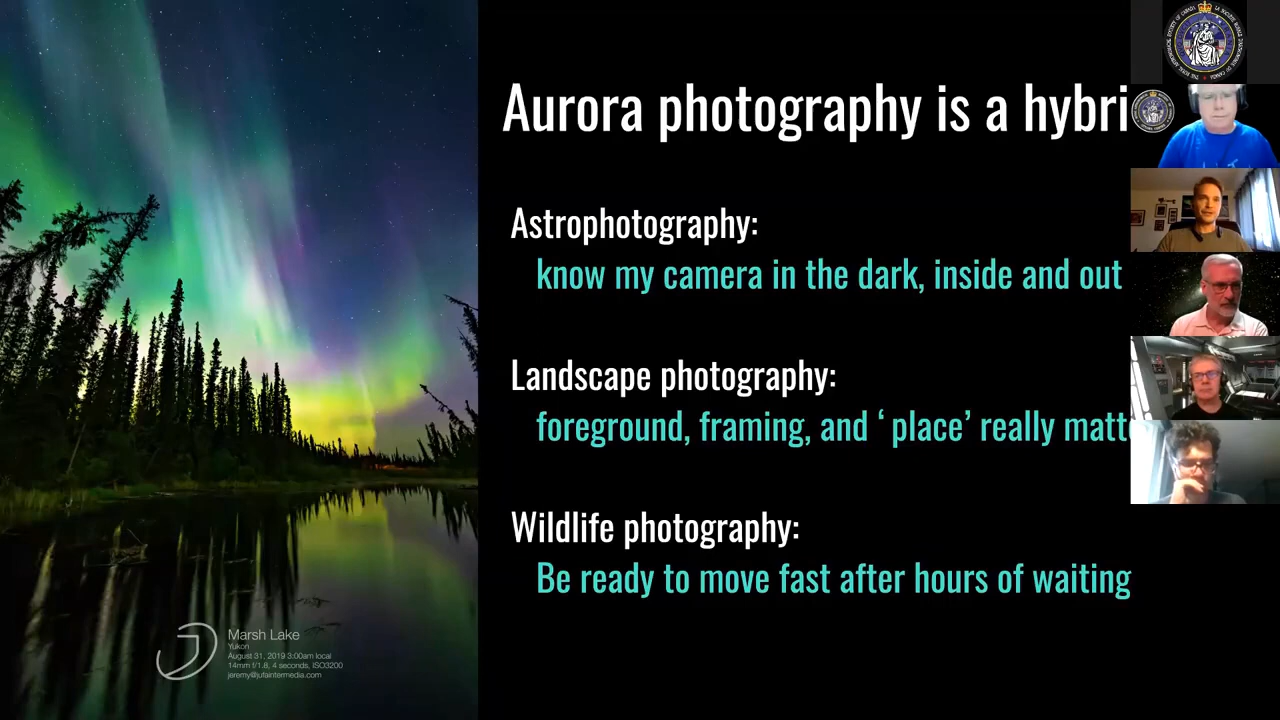 Aurora photography is a hybri
Astrophotography:
know my camera in the dark, inside and out
Landscape photography:
foreground, framing, and ‘ place’ really matt
Wildlife photography:
Be ready to move fast after hours of waiting
Marsh Lake
Yukon
August 31, 2019 3:00am local
14mm f/1.8, 4 seconds, ISO3200
jeremy@jufaintermedia.com